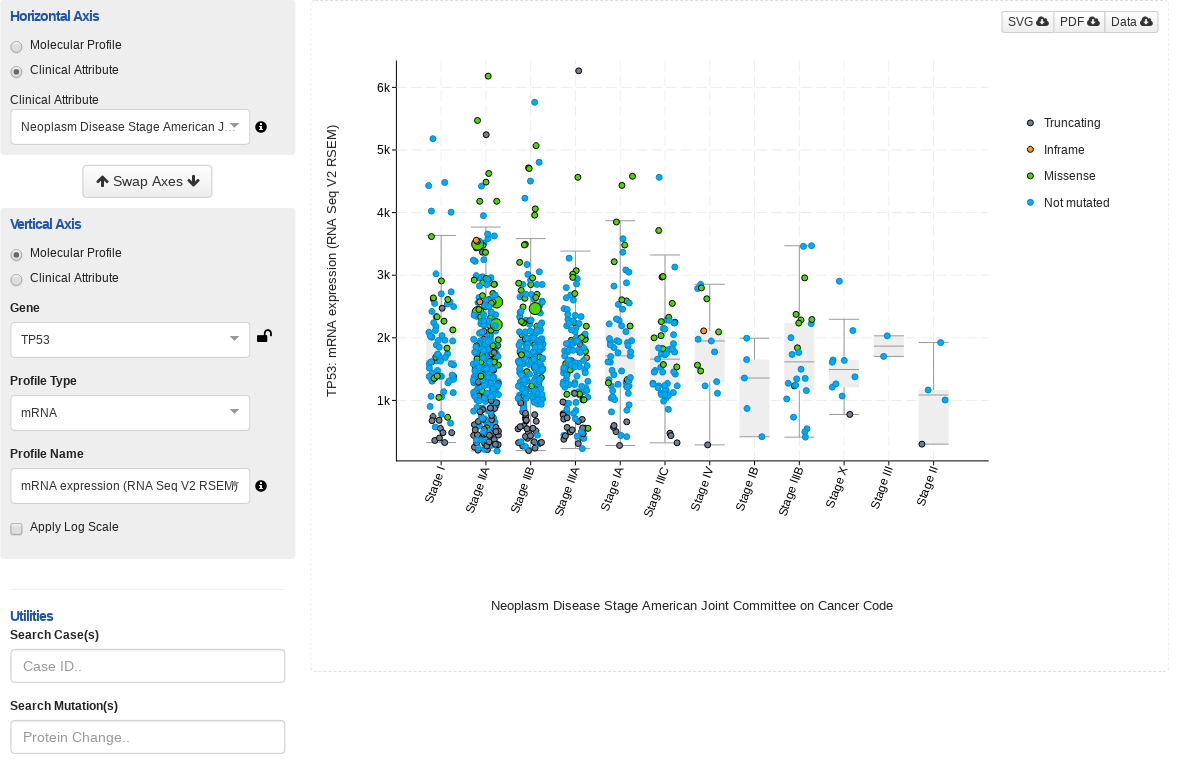 Horizontal Axis
Molecular Profile
Clinical Attribute
Clinical Attribute
Neoplasm Disease Stage American J…
Swap Axes
Vertical Axis
Molecular Profile
Clinical Attribute
Gene
TP53
Profile Type
mRNA
Profile Name
mRNA expression (RNA Seq V2 RSEM)
Apply Log Scale
Utilities
Search Case(s)
Case ID..
Search Mutation(s)
Protein Change..
SVG PDF Data
TP53: mRNA expression (RNA Seq V2 RSEM)
6k
5k
4k
3k
2k
1k
Truncating
Inframe
Missense
Not mutated
Stage I
Stage IIA
Stage IIB
Stage IIIA
Stage IA
Stage IIIC
Stage IV
Stage IB
Stage IIIB
Stage X
Stage III
Stage II
Neoplasm Disease Stage American Joint Committee on Cancer Code